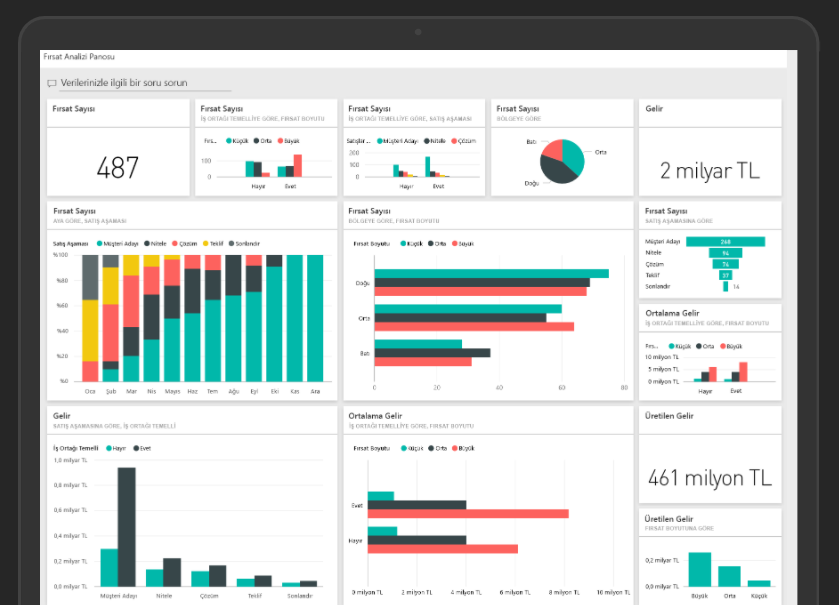 Fırsat Analizi Panosu
Verilerinizle ilgili bir soru sorun
Fırsat Sayısı
487
Fırsat Sayısı
İŞ ORTAĞI TEMELLİYE GÖRE, FIRSAT BOYUTU
Fırs... Küçük Orta Büyük
100
0
Hayır Evet
Fırsat Sayısı
İŞ ORTAĞI TEMELLİYE GÖRE, SATIŞ AŞAMASI
Satışlar ... Müşteri Adayı Nitele Çözüm
200
100
0
Hayır Evet
Fırsat Sayısı
BÖLGEYE GÖRE
Batı
Orta
Doğu
Gelir
2 milyar TL
Fırsat Sayısı
AYA GÖRE, SATIŞ AŞAMASI
Satış Aşaması Müşteri Adayı Nitele Çözüm Teklif Sonlandır
%100
%80
%60
%40
%20
%0
Oca Şub Mar Nis Mayıs Haz Tem Ağu Eyl Eki Kas Ara
Fırsat Sayısı
BÖLGEYE GÖRE, FIRSAT BOYUTU
Fırsat Boyutu Küçük Orta Büyük
Doğu
Orta
Batı
0 20 40 60 80
Fırsat Sayısı
SATIŞ AŞAMASINA GÖRE
Müşteri Adayı 268
Nitele 94
Çözüm 74
Teklif 37
Sonlandır 14
Ortalama Gelir
İŞ ORTAĞI TEMELLİYE GÖRE, FIRSAT BOYUTU
Fırs... Küçük Orta Büyük
10 milyon TL
5 milyon TL
0 milyon TL
Hayır Evet
Gelir
SATIŞ AŞAMASINA GÖRE, İŞ ORTAĞI TEMELLİ
İş Ortağı Temelli Hayır Evet
1,0 milyar TL
0,8 milyar TL
0,6 milyar TL
0,4 milyar TL
0,2 milyar TL
0,0 milyar TL
Müşteri Adayı Nitele Çözüm Teklif Sonlandır
Ortalama Gelir
İŞ ORTAĞI TEMELLİYE GÖRE, FIRSAT BOYUTU
Fırsat Boyutu Küçük Orta Büyük
Evet
Hayır
0 milyon TL 2 milyon TL 4 milyon TL 6 milyon TL 8 milyon TL 10 milyon TL
Üretilen Gelir
461 milyon TL
Üretilen Gelir
FIRSAT BOYUTUNA GÖRE
0,2 milyar TL
0,0 milyar TL
Büyük Orta Küçük